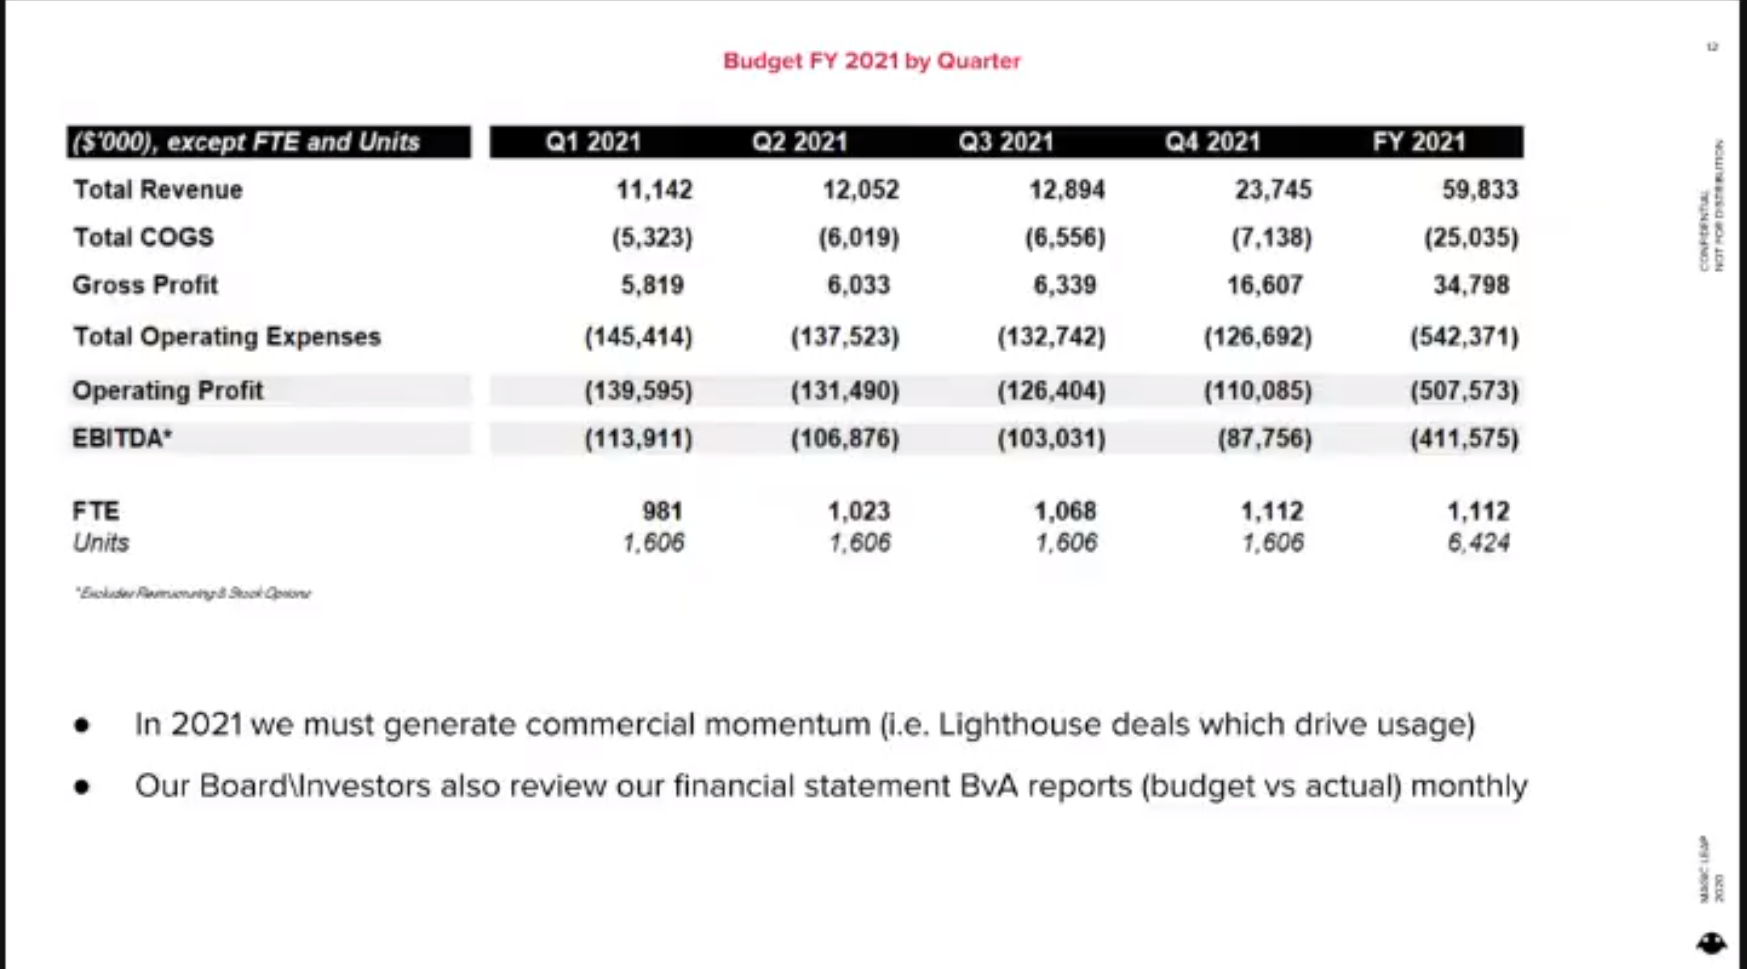 12
Budget FY 2021 by Quarter
($'000), except FTE and Units Q1 2021 Q2 2021 Q3 2021 Q4 2021 FY 2021
Total Revenue 11,142 12,052 12,894 23,745 59,833
Total COGS (5,323) (6,019) (6,556) (7,138) (25,035)
Gross Profit 5,819 6,033 6,339 16,607 34,798
Total Operating Expenses (145,414) (137,523) (132,742) (126,692) (542,371)
Operating Profit (139,595) (131,490) (126,404) (110,085) (507,573)
EBITDA* (113,911) (106,876) (103,031) (87,756) (411,575)
FTE 981 1,023 1,068 1,112 1,112
Units 1,606 1,606 1,606 1,606 6,424
*Excludes Restructuring & Stock Options
● In 2021 we must generate commercial momentum (i.e. Lighthouse deals which drive usage)
● Our Board\Investors also review our financial statement BvA reports (budget vs actual) monthly
CONFIDENTIAL
NOT FOR DISTRIBUTION
MAGIC LEAP
2020